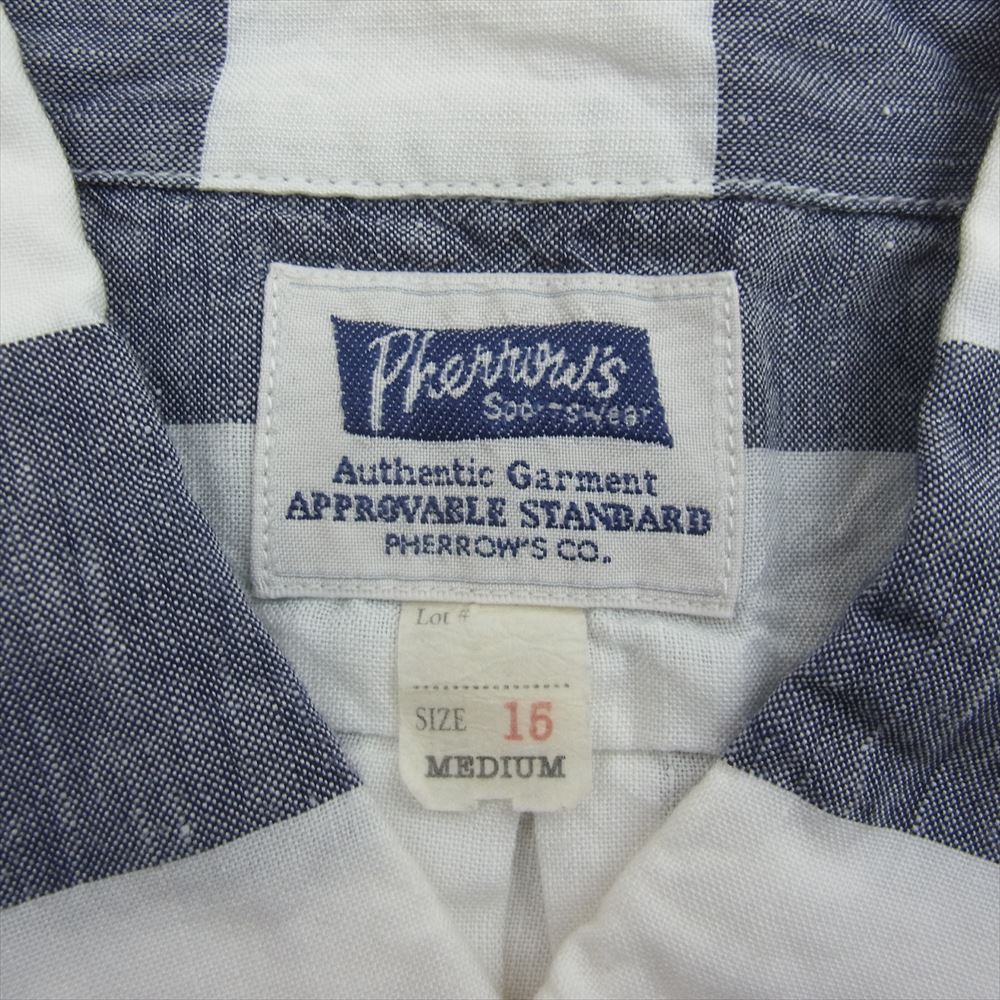 Pherrow's
Sportswear
Authentic Garment
APPROVABLE STANDARD
PHERROW'S CO.
Lot #
SIZE 16
MEDIUM